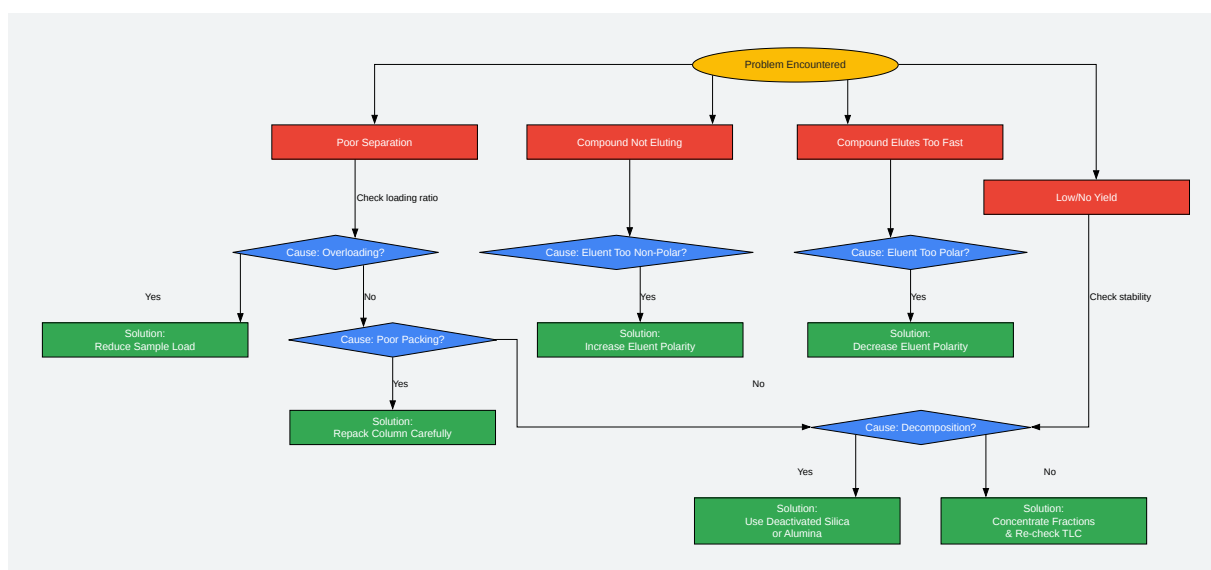 Problem Encountered
Poor Separation
Compound Not Eluting
Compound Elutes Too Fast
Low/No Yield
Check loading ratio
Cause: Overloading?
Cause: Eluent Too Non-Polar?
Cause: Eluent Too Polar?
Yes
No
Yes
Yes
Check stability
Solution:
Reduce Sample Load
Cause: Poor Packing?
Solution:
Increase Eluent Polarity
Solution:
Decrease Eluent Polarity
Yes
No
Solution:
Repack Column Carefully
Cause: Decomposition?
Yes
No
Solution:
Use Deactivated Silica
or Alumina
Solution:
Concentrate Fractions
& Re-check TLC